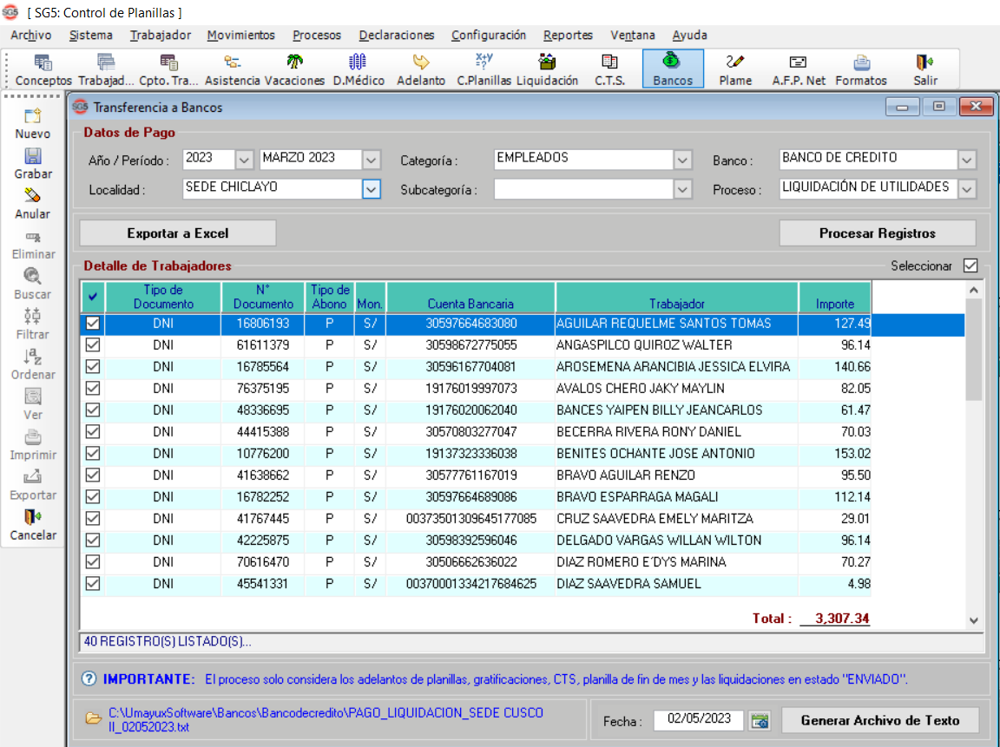 SG5 [ SG5: Control de Planillas ]
Archivo Sistema Trabajador Movimientos Procesos Declaraciones Configuración Reportes Ventana Ayuda
Conceptos Trabajad... Cpto. Tra... Asistencia Vacaciones D.Médico Adelanto C.Planillas Liquidación C.T.S. Bancos Plame A.F.P. Net Formatos Salir
Nuevo
Grabar
Anular
Eliminar
Buscar
Filtrar
Ordenar
Ver
Imprimir
Exportar
Cancelar
SG5 Transferencia a Bancos
Datos de Pago
Año / Período : 2023 MARZO 2023 Categoría : EMPLEADOS Banco : BANCO DE CREDITO
Localidad : SEDE CHICLAYO Subcategoría : Proceso : LIQUIDACIÓN DE UTILIDADES
Exportar a Excel Procesar Registros
Detalle de Trabajadores Seleccionar
Tipo de Documento N° Documento Tipo de Abono Mon. Cuenta Bancaria Trabajador Importe
DNI 16806193 P S/ 30597664683080 AGUILAR REQUELME SANTOS TOMAS 127.49
DNI 61611379 P S/ 30598672775055 ANGASPILCO QUIROZ WALTER 96.14
DNI 16785564 P S/ 30596167704081 AROSEMENA ARANCIBIA JESSICA ELVIRA 140.66
DNI 76375195 P S/ 19176019997073 AVALOS CHERO JAKY MAYLIN 82.05
DNI 48336695 P S/ 19176020062040 BANCES YAIPEN BILLY JEANCARLOS 61.47
DNI 44415388 P S/ 30570803277047 BECERRA RIVERA RONY DANIEL 70.03
DNI 10776200 P S/ 19137323336038 BENITES OCHANTE JOSE ANTONIO 153.02
DNI 41638662 P S/ 30577761167019 BRAVO AGUILAR RENZO 95.50
DNI 16782252 P S/ 30597664689086 BRAVO ESPARRAGA MAGALI 112.14
DNI 41767445 P S/ 00373501309645177085 CRUZ SAAVEDRA EMELY MARITZA 29.01
DNI 42225875 P S/ 30598392596046 DELGADO VARGAS WILLAN WILTON 96.14
DNI 70616470 P S/ 30506662636022 DIAZ ROMERO E'DYS MARINA 70.27
DNI 45541331 P S/ 00370001334217684625 DIAZ SAAVEDRA SAMUEL 4.98
Total : 3,307.34
40 REGISTRO(S) LISTADO(S)...
IMPORTANTE: El proceso solo considera los adelantos de planillas, gratificaciones, CTS, planilla de fin de mes y las liquidaciones en estado "ENVIADO".
C:\UmayuxSoftware\Bancos\Bancodecredito\PAGO_LIQUIDACION_SEDE CUSCO
II_02052023.txt
Fecha : 02/05/2023 Generar Archivo de Texto